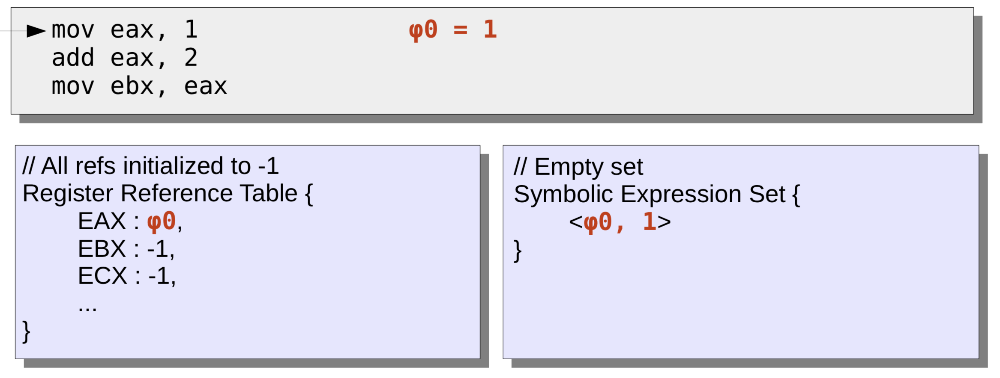 mov eax, 1 φ0 = 1
add eax, 2
mov ebx, eax
// All refs initialized to -1
Register Reference Table {
EAX : φ0,
EBX : -1,
ECX : -1,
...
}
// Empty set
Symbolic Expression Set {
<φ0, 1>
}